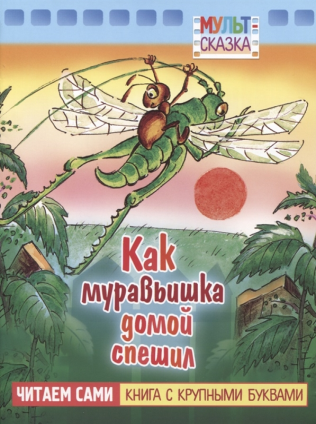 МУЛЬТ-
СКАЗКА
Как
муравьишка
домой
спешил
ЧИТАЕМ САМИ КНИГА С КРУПНЫМИ БУКВАМИ